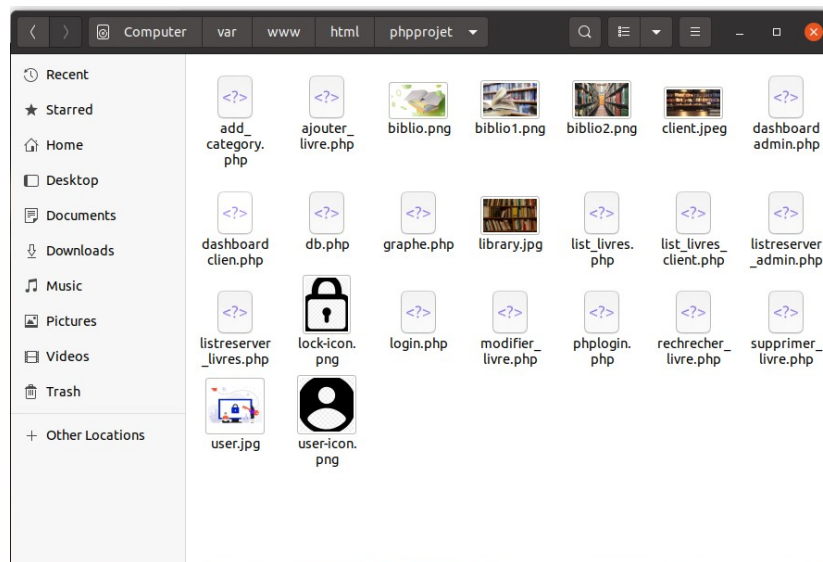 Computer var www html phpprojet
Recent
Starred
Home
Desktop
Documents
Downloads
Music
Pictures
Videos
Trash
Other Locations
<?> <?> <?>
add_ ajouter_ biblio.png biblio1.png biblio2.png client.jpeg dashboard
category. livre.php admin.php
php
<?> <?> <?> <?> <?> <?>
dashboard db.php graphe.php library.jpg list_livres. list_livres_ listreserver
clien.php php client.php _admin.php
<?> <?> <?> <?> <?> <?>
listreserver lock-icon. login.php modifier_ phplogin. rechrecher_ supprimer_
_livres.php png livre.php php livre.php livre.php
user.jpg user-icon.
png